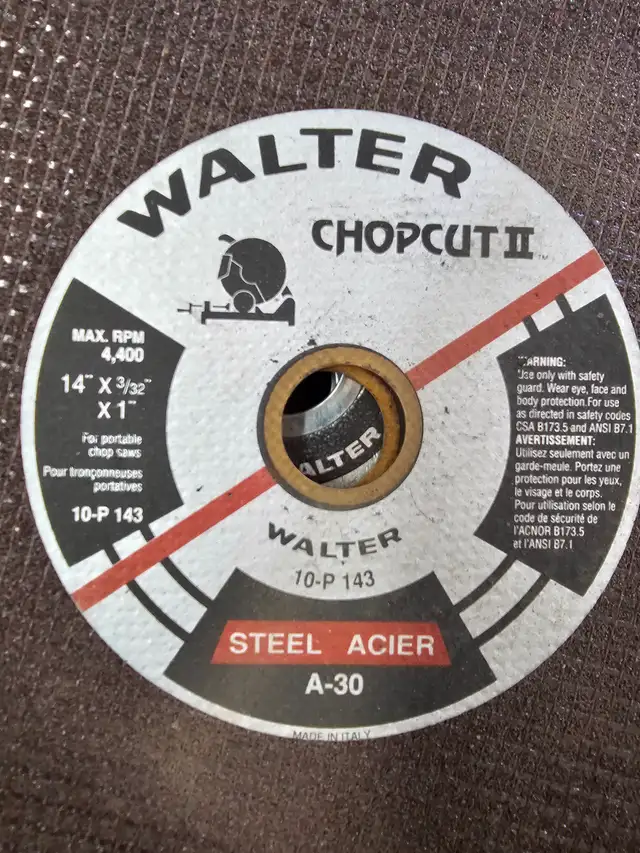 WALTER
CHOPCUT II
TM
MAX. RPM
4,400
14" X 3/32"
X 1"
For portable
chop saws
Pour tronçonneuses
portatives
10-P 143
WARNING:
Use only with safety
guard. Wear eye, face and
body protection.For use
as directed in safety codes
CSA B173.5 and ANSI B7.1
AVERTISSEMENT:
Utilisez seulement avec un
garde-meule. Portez une
protection pour les yeux,
le visage et le corps.
Pour utilisation selon le
code de sécurité de
l'ACNOR B173.5
et l'ANSI B7.1
ALTER
WALTER
10-P 143
STEEL ACIER
A-30
MADE IN ITALY